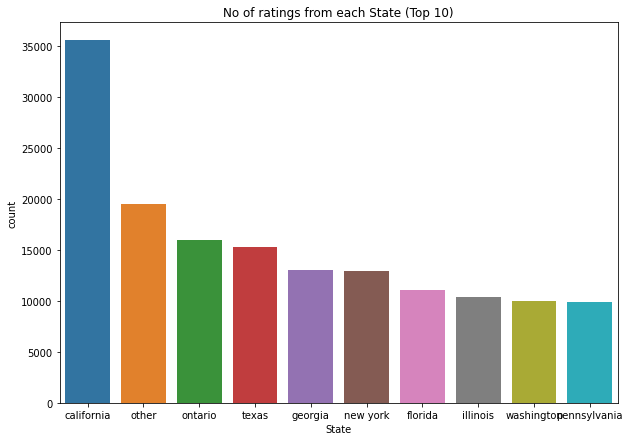 No of ratings from each State (Top 10)
35000
30000
25000
20000
15000
10000
5000
0
count
california other ontario texas georgia new york florida illinois washington pennsylvania
State